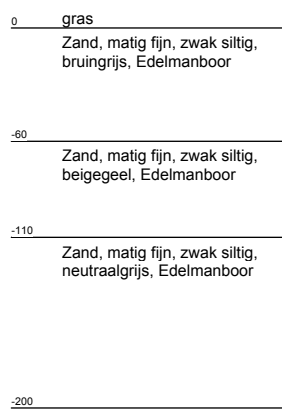 0 gras
Zand, matig fijn, zwak siltig,
bruingrijs, Edelmanboor
-60
Zand, matig fijn, zwak siltig,
beigegeel, Edelmanboor
-110
Zand, matig fijn, zwak siltig,
neutraalgrijs, Edelmanboor
-200